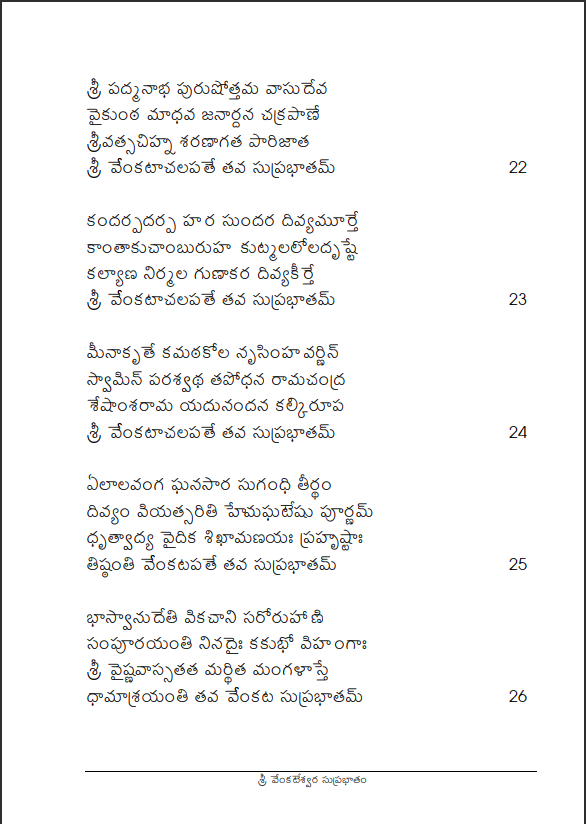 శ్రీ పద్మనాభ పురుషోత్తమ వాసుదేవ
వైకుంఠ మాధవ జనార్దన చక్రపాణే
శ్రీవత్సచిహ్న శరణాగత పారిజాత
శ్రీ వేంకటాచలపతే తవ సుప్రభాతమ్ 22
కందర్పదర్ప హర సుందర దివ్యమూర్తే
కాంతాకుచాంబురుహ కుట్మలలోలదృష్టే
కల్యాణ నిర్మల గుణాకర దివ్యకీర్తే
శ్రీ వేంకటాచలపతే తవ సుప్రభాతమ్ 23
మీనాకృతే కమఠకోల నృసింహ వర్ణిన్
స్వామిన్ పరశ్వథ తపోధన రామచంద్ర
శేషాంశరామ యదునందన కల్కిరూప
శ్రీ వేంకటాచలపతే తవ సుప్రభాతమ్ 24
ఏలాలవంగ ఘనసార సుగంధి తీర్థం
దివ్యం వియత్సరితి హేమఘటేషు పూర్ణమ్
ధృత్వాద్య వైదిక శిఖామణయః ప్రహృష్టాః
తిష్ఠంతి వేంకటపతే తవ సుప్రభాతమ్ 25
భాస్వానుదేతి వికచాని సరోరుహాణి
సంపూరయంతి నినదైః కకుభో విహంగాః
శ్రీ వైష్ణవాస్సతత మర్థిత మంగళాస్తే
ధామాశ్రయంతి తవ వేంకట సుప్రభాతమ్ 26
శ్రీ వేంకటేశ్వర సుప్రభాతం